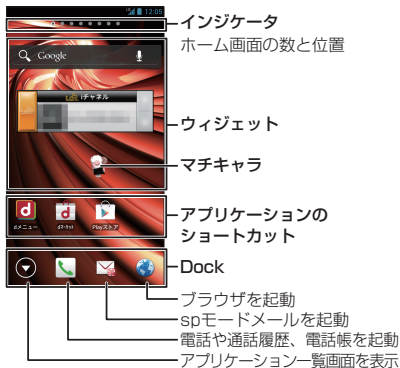 12:05
インジケータ
ホーム画面の数と位置
Google
iチャネル
ウィジェット
マチキャラ
dメニュー
dマーケット
Playストア
アプリケーションの
ショートカット
Dock
ブラウザを起動
spモードメールを起動
電話や通話履歴、電話帳を起動
アプリケーション一覧画面を表示